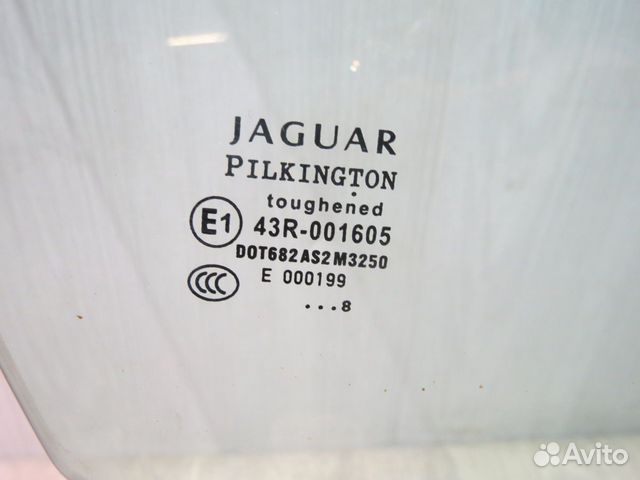 JAGUAR
PILKINGTON
toughened
E1 43R-001605
DOT682AS2M3250
CCC E 000199
...8
Avito